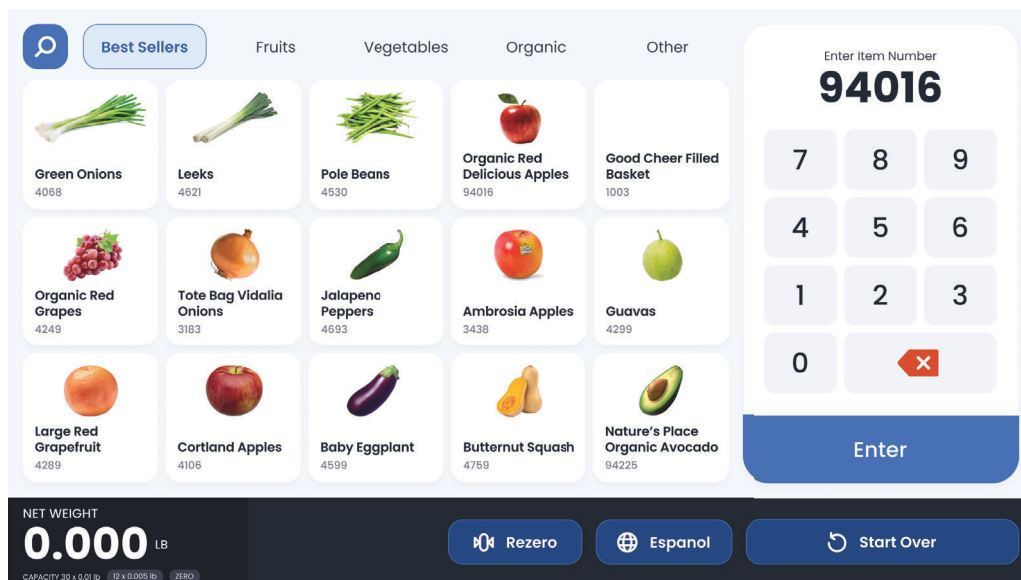 Best Sellers
Fruits
Vegetables
Organic
Other
Green Onions
4068
Leeks
4621
Pole Beans
4530
Organic Red
Delicious Apples
94016
Good Cheer Filled
Basket
1003
Organic Red
Grapes
4249
Tote Bag Vidalia
Onions
3183
Jalapeno
Peppers
4693
Ambrosia Apples
3438
Guavas
4299
Large Red
Grapefruit
4289
Cortland Apples
4106
Baby Eggplant
4599
Butternut Squash
4759
Nature's Place
Organic Avocado
94225
Enter Item Number
94016
7 8 9
4 5 6
1 2 3
0
Enter
NET WEIGHT
0.000 LB
CAPACITY 30 x 0.01 lb 12 x 0.005 lb ZERO
Rezero
Espanol
Start Over